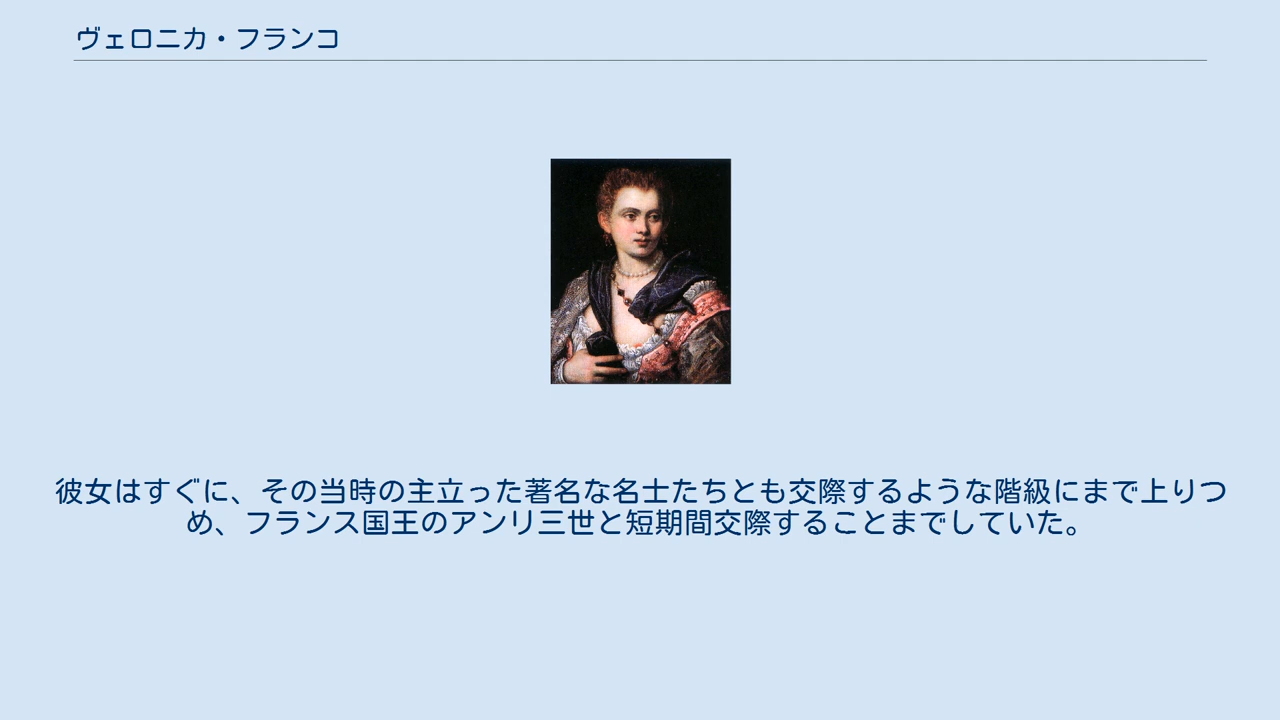 ヴェロニカ・フランコ
彼女はすぐに、その当時の主立った著名な名士たちとも交際するような階級にまで上りつ
め、フランス国王のアンリ三世と短期間交際することまでしていた。